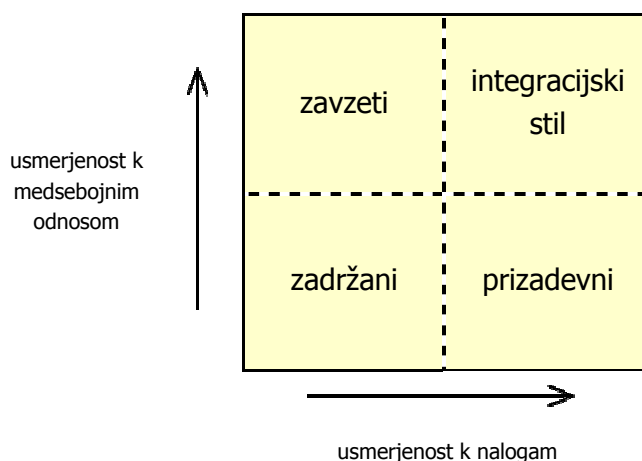 zavzeti
integracijski
stil
usmerjenost k
medsebojnim
odnosom
zadržani
prizadevni
usmerjenost k nalogam